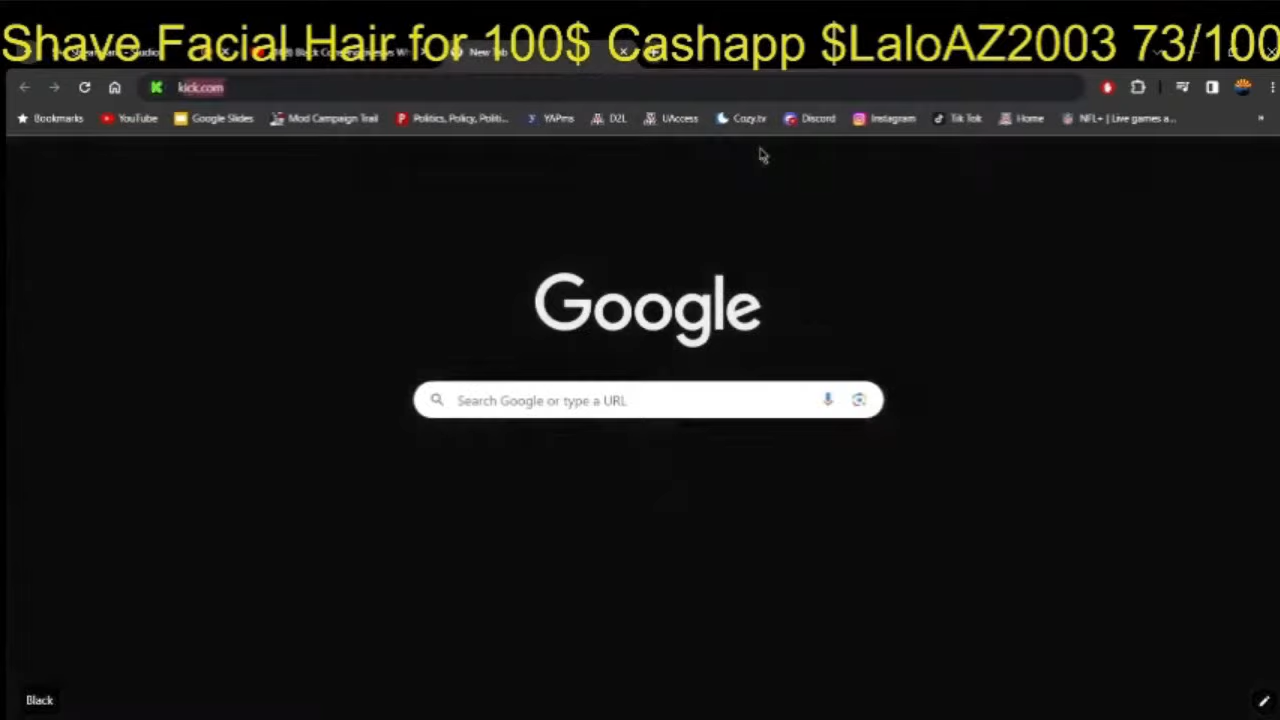 Shave Facial Hair for 100$ Cashapp $LaloAZ2003 73/100
New Tab
kick.com
Bookmarks YouTube Google Slides Mod Campaign Trail Politics, Policy, Politi... YAPms D2L UAccess Cozy.tv Discord Instagram Tik Tok Home NFL+ | Live games a... »
Google
Search Google or type a URL
Black